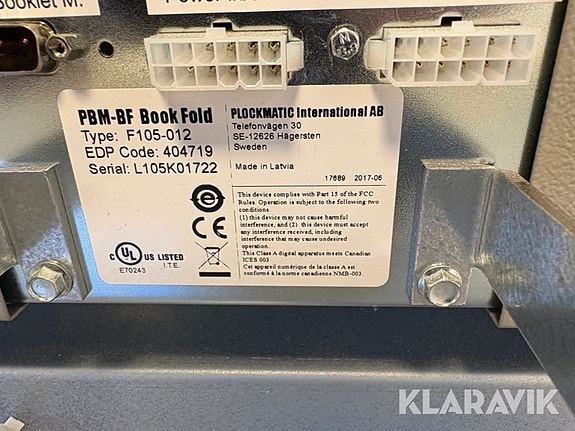 Booklet M.
PBM-BF Book Fold
Type: F105-012
EDP Code: 404719
Serial: L105K01722
PLOCKMATIC International AB
Telefonvägen 30
SE-12626 Hägersten
Sweden
Made in Latvia
17689 2017-06
This device complies with Part 15 of the FCC
Rules. Operation is subject to the following two
conditions
(1) this device may not cause harmful
interference, and (2) this device must accept
any interference received, including
interference that may cause undesired
operation.
This Class A digital apparatus meets Canadian
ICES 003
Cet appareil numérique de la classe A est
conformé à la norme canadienne NMB-003.
CE
C UL US LISTED
I.T.E.
E70243
KLARAVIK